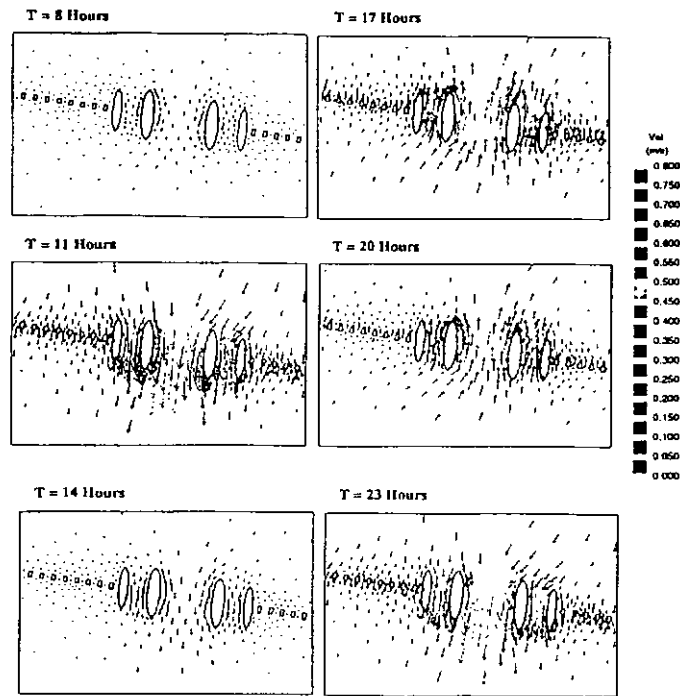 T = 8 Hours
T = 17 Hours
T = 11 Hours
T = 20 Hours
T = 14 Hours
T = 23 Hours
Vel
(m/s)
0 800
0.750
0.700
0.650
0.600
0.550
0.500
0.450
0.400
0.350
0.300
0.250
0.200
0.150
0.100
0.050
0 000